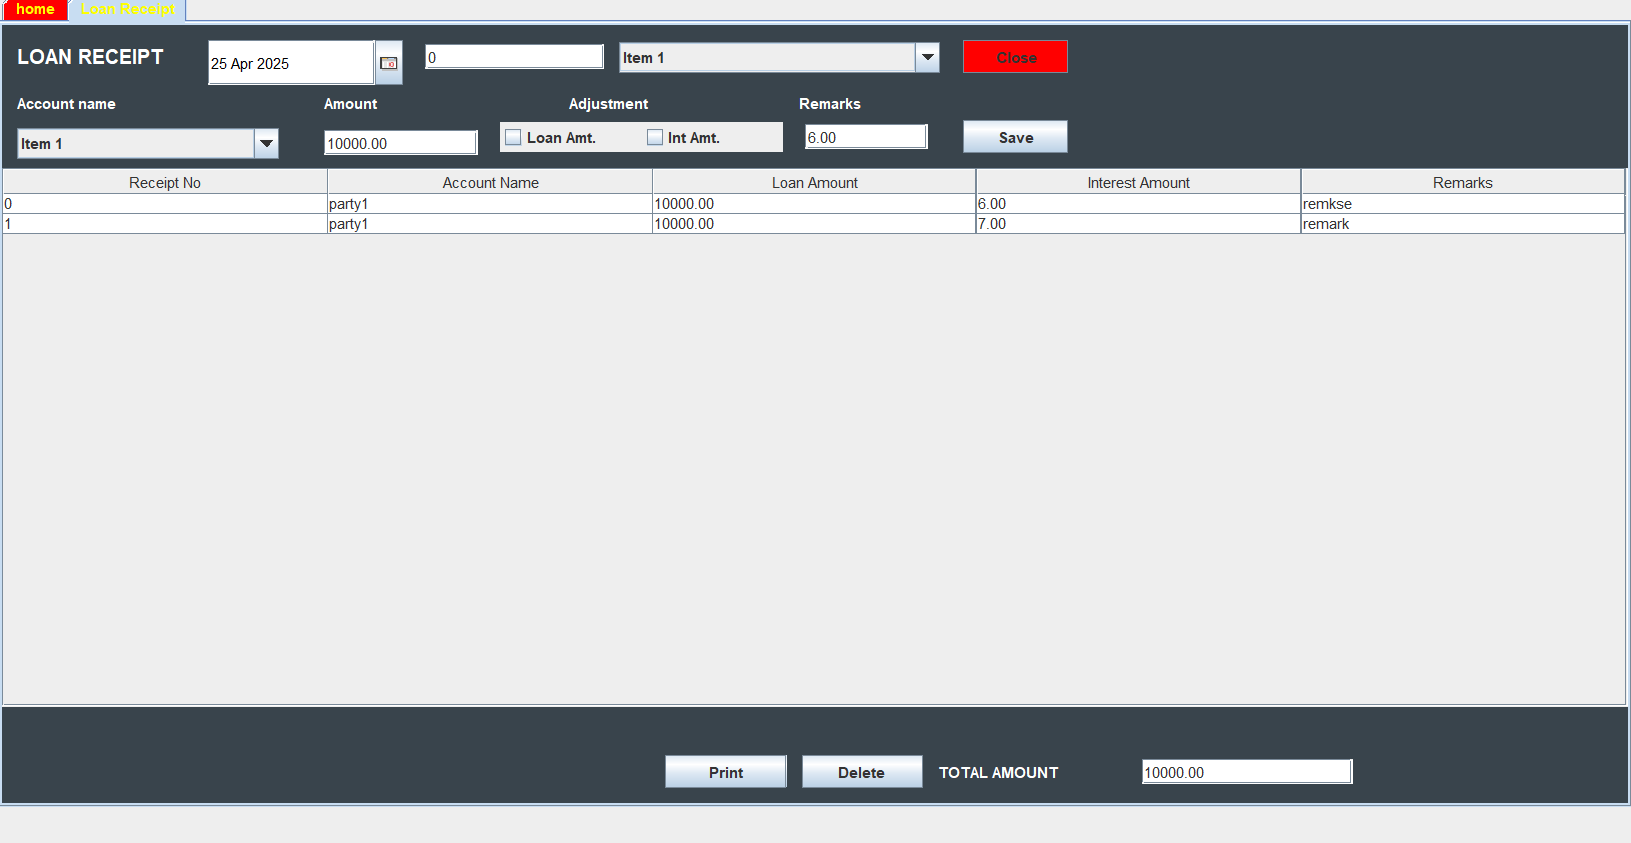 home Loan Receipt
LOAN RECEIPT 25 Apr 2025 0 Item 1 Close
Account name Amount Adjustment Remarks
Item 1 10000.00 Loan Amt. Int Amt. 6.00 Save
Receipt No Account Name Loan Amount Interest Amount Remarks
0 party1 10000.00 6.00 remkse
1 party1 10000.00 7.00 remark
Print Delete TOTAL AMOUNT 10000.00